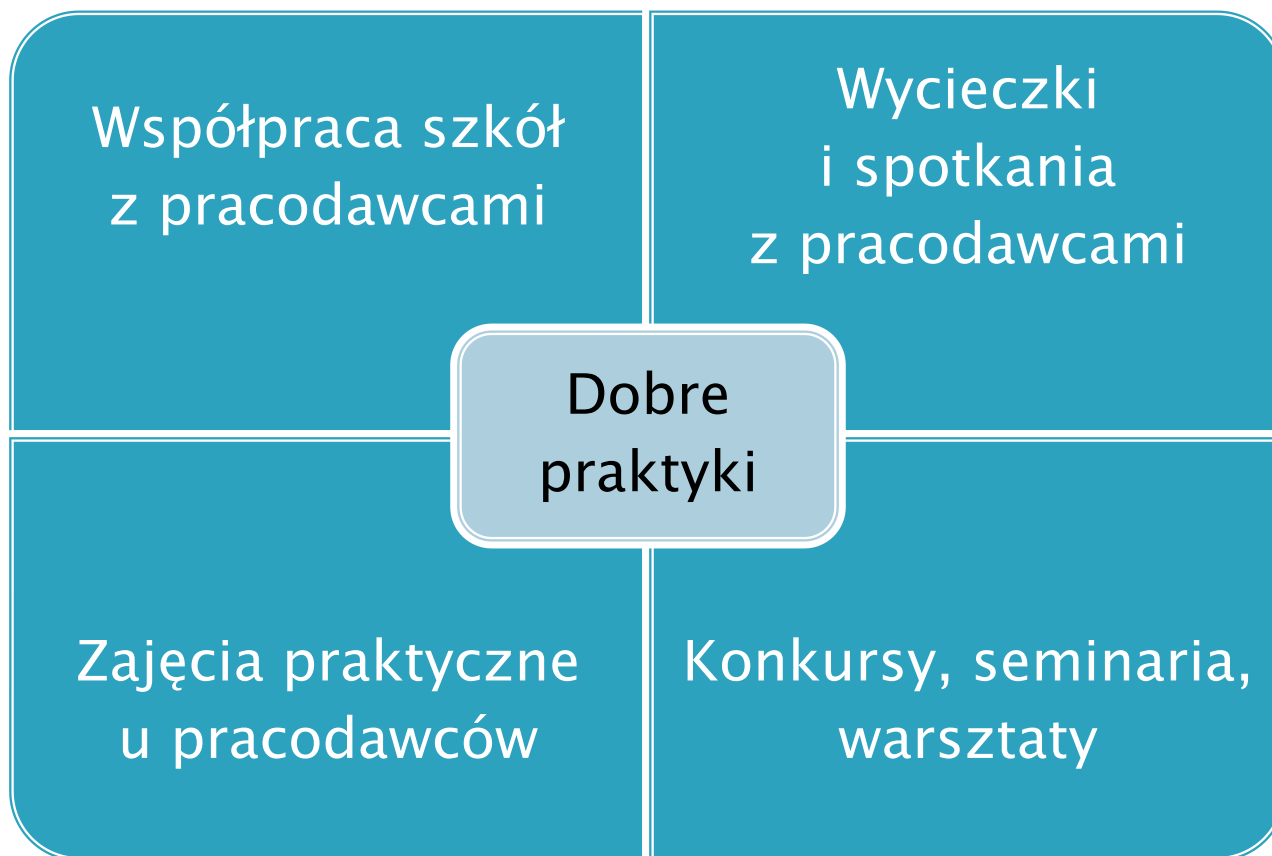 Współpraca szkół
z pracodawcami
Wycieczki
i spotkania
z pracodawcami
Dobre
praktyki
Zajęcia praktyczne
u pracodawców
Konkursy, seminaria,
warsztaty